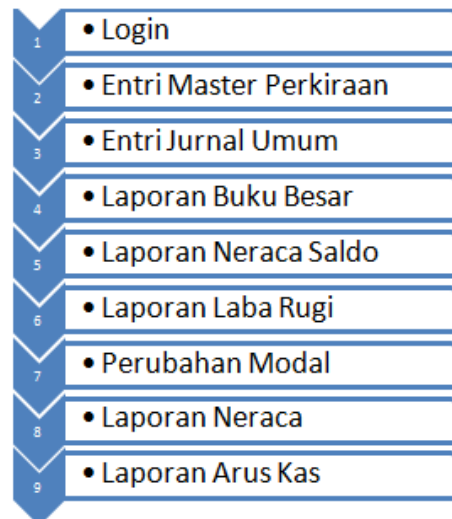 1 • Login
2 • Entri Master Perkiraan
3 • Entri Jurnal Umum
4 • Laporan Buku Besar
5 • Laporan Neraca Saldo
6 • Laporan Laba Rugi
7 • Perubahan Modal
8 • Laporan Neraca
9 • Laporan Arus Kas